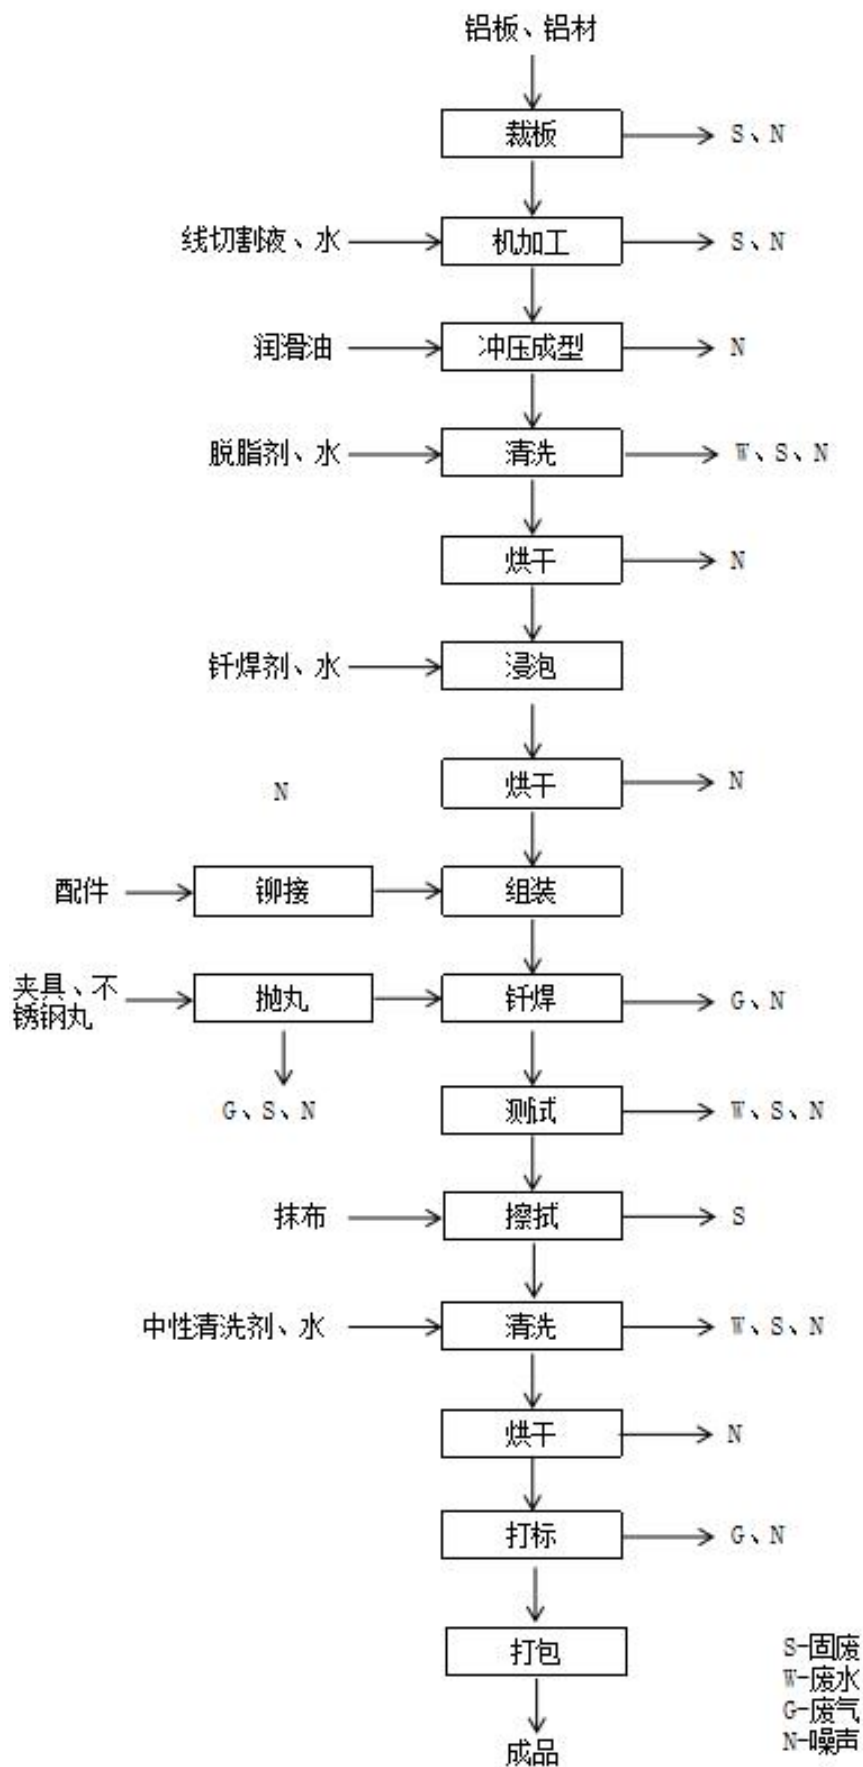 铝板、铝材
裁板
S、N
线切割液、水
机加工
S、N
润滑油
冲压成型
N
脱脂剂、水
清洗
W、S、N
烘干
N
钎焊剂、水
浸泡
烘干
N
N
配件
铆接
组装
夹具、不
锈钢丸
抛丸
钎焊
G、N
G、S、N
测试
W、S、N
抹布
擦拭
S
中性清洗剂、水
清洗
W、S、N
烘干
N
打标
G、N
打包
成品
S-固废
W-废水
G-废气
N-噪声